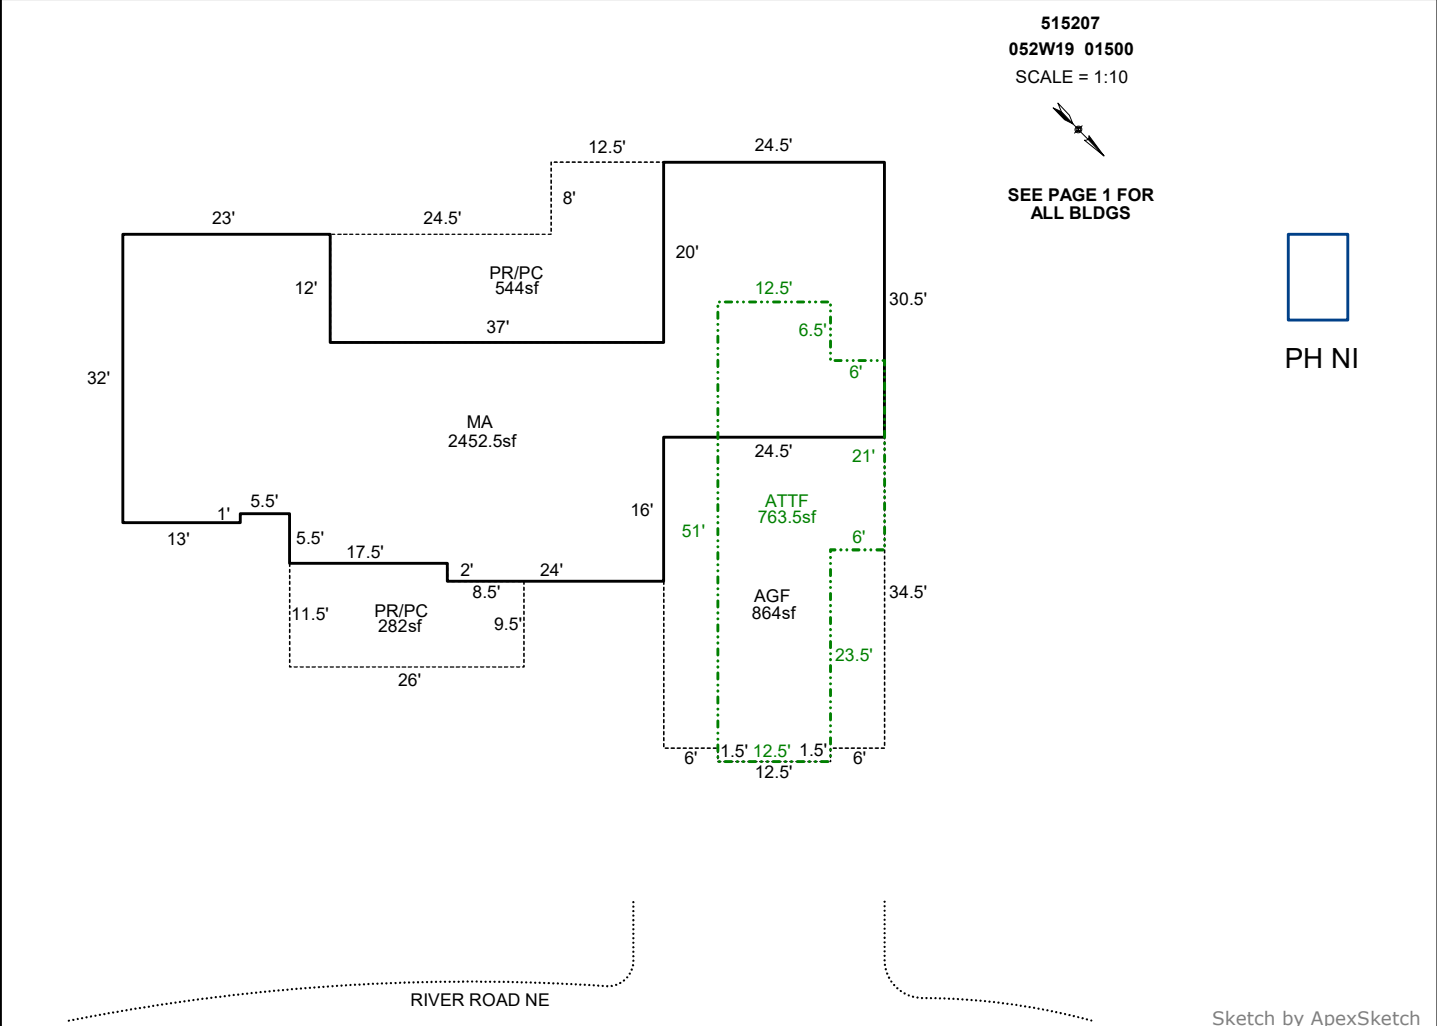 515207
052W19 01500
SCALE = 1:10
SEE PAGE 1 FOR
ALL BLDGS
12.5'
24.5'
8'
23'
24.5'
20'
PR/PC
544sf
12'
12.5'
30.5'
37'
6.5'
PH NI
32'
6'
MA
2452.5sf
24.5'
21'
5.5'
1'
16'
ATTF
763.5sf
13'
5.5'
17.5'
51'
6'
2'
24'
8.5'
AGF
864sf
34.5'
11.5'
PR/PC
282sf
9.5'
23.5'
26'
6'
1.5'
12.5'
1.5'
6'
12.5'
RIVER ROAD NE
Sketch by ApexSketch